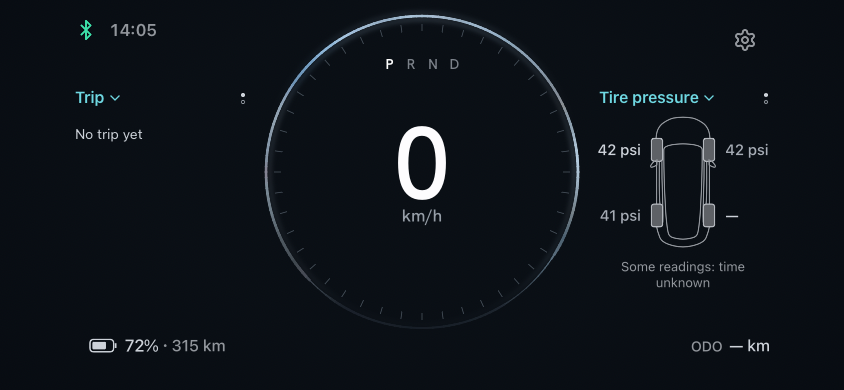 14:05
P R N D
Trip
Tire pressure
No trip yet
0
km/h
42 psi
42 psi
41 psi
—
Some readings: time
unknown
72% · 315 km
ODO — km